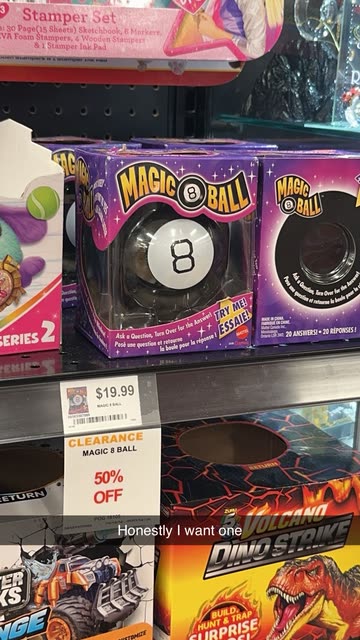 Stamper Set
30 Page(15 Sheets) Sketchbook, 8 Markers,
EVA Foam Stampers, 4 Wooden Stampers
& 1 Stamper Ink Pad
MAGIC 8 BALL
8
Ask a Question, Turn Over for the Answer!
Posé une question et retourne
la boule pour la réponse !
TRY ME!
ESSAIE!
MAGIC 8 BALL
20 ANSWERS! • 20 RÉPONSES
SERIES 2
$19.99
MAGIC 8 BALL
CLEARANCE
MAGIC 8 BALL
50%
OFF
RETURN
Honestly I want one
VOLCANO
DINO STRIKE
BUILD,
HUNT & TRAP
SURPRISE